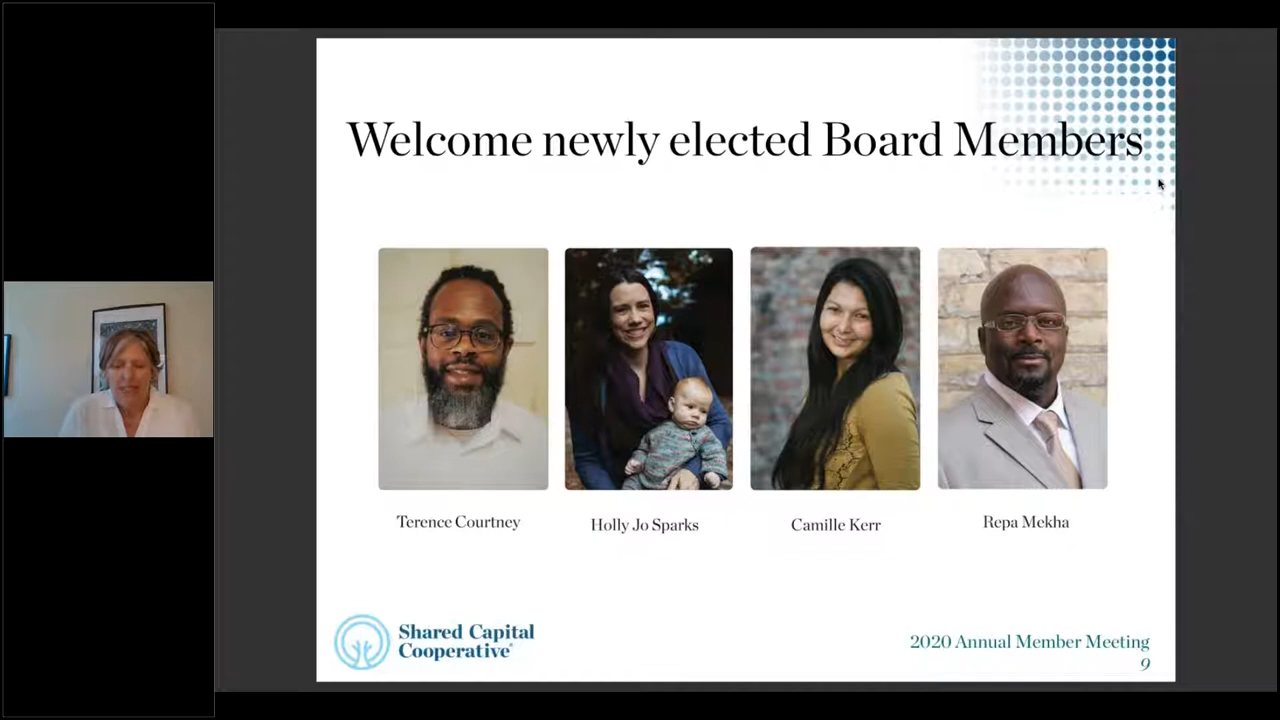 Welcome newly elected Board Members
Terence Courtney
Holly Jo Sparks
Camille Kerr
Repa Mekha
Shared Capital
Cooperative
2020 Annual Member Meeting
9